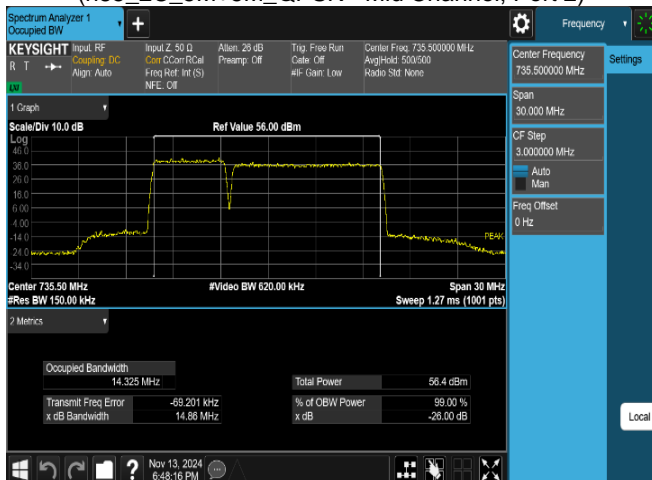 Spectrum Analyzer 1
Occupied BW
Frequency
KEYSIGHT
R T
LXI
Input: RF
Coupling: DC
Align: Auto
Input Z: 50 Ω
Corr CCorr RCal
Freq Ref: Int (S)
NFE: Off
Atten: 26 dB
Preamp: Off
Trig: Free Run
Gate: Off
#IF Gain: Low
Center Freq: 735.500000 MHz
Avg|Hold: 500/500
Radio Std: None
Center Frequency
735.500000 MHz
Settings
Span
30.000 MHz
CF Step
3.000000 MHz
Auto
Man
Freq Offset
0 Hz
1 Graph
Scale/Div 10.0 dB
Ref Value 56.00 dBm
Log
46.0
36.0
26.0
16.0
6.00
-4.00
-14.0
-24.0
-34.0
PEAK
Center 735.50 MHz
#Video BW 620.00 kHz
Span 30 MHz
#Res BW 150.00 kHz
Sweep 1.27 ms (1001 pts)
2 Metrics
Occupied Bandwidth
14.325 MHz
Total Power 56.4 dBm
Transmit Freq Error -69.201 kHz
% of OBW Power 99.00 %
x dB Bandwidth 14.86 MHz
x dB -26.00 dB
Local
Nov 13, 2024
6:48:16 PM